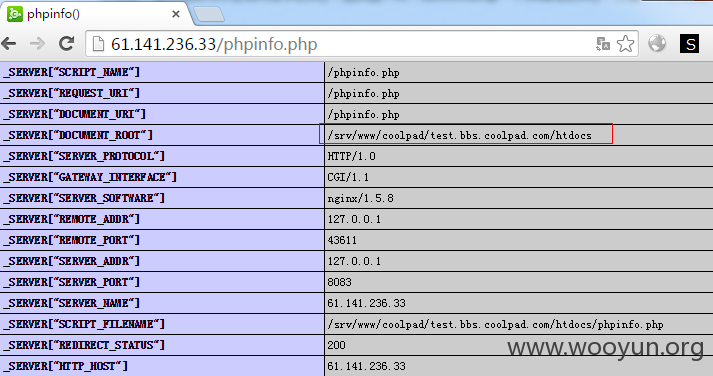 phpinfo()
61.141.236.33/phpinfo.php
S
_SERVER["SCRIPT_NAME"] /phpinfo.php
_SERVER["REQUEST_URI"] /phpinfo.php
_SERVER["DOCUMENT_URI"] /phpinfo.php
_SERVER["DOCUMENT_ROOT"] /srv/www/coolpad/test.bbs.coolpad.com/htdocs
_SERVER["SERVER_PROTOCOL"] HTTP/1.0
_SERVER["GATEWAY_INTERFACE"] CGI/1.1
_SERVER["SERVER_SOFTWARE"] nginx/1.5.8
_SERVER["REMOTE_ADDR"] 127.0.0.1
_SERVER["REMOTE_PORT"] 43611
_SERVER["SERVER_ADDR"] 127.0.0.1
_SERVER["SERVER_PORT"] 8083
_SERVER["SERVER_NAME"] 61.141.236.33
_SERVER["SCRIPT_FILENAME"] /srv/www/coolpad/test.bbs.coolpad.com/htdocs/phpinfo.php
_SERVER["REDIRECT_STATUS"] 200
_SERVER["HTTP_HOST"] 61.141.236.33
www.wooyun.org